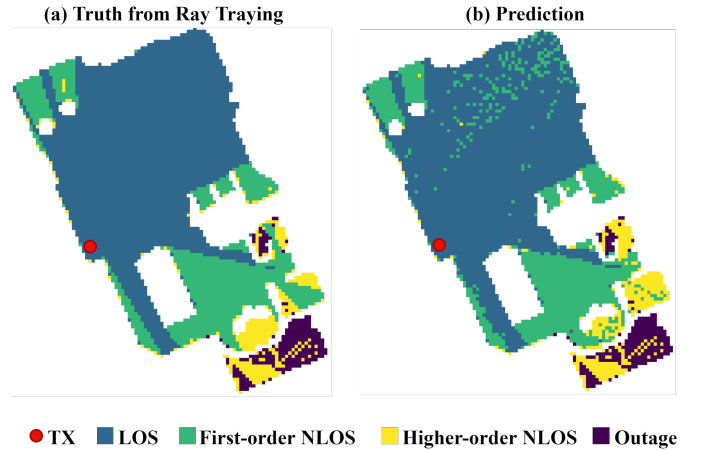 (a) Truth from Ray Traying
(b) Prediction
TX
LOS
First-order NLOS
Higher-order NLOS
Outage